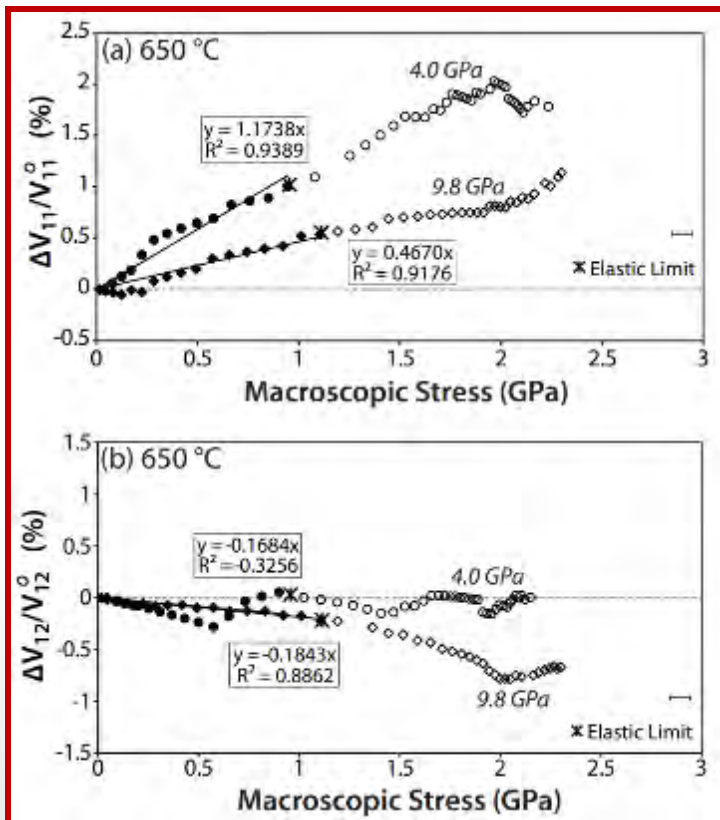 (a) 650 °C
4.0 GPa
y = 1.1738x
R² = 0.9389
9.8 GPa
y = 0.4670x
R² = 0.9176
Elastic Limit
ΔV₁₁/V₁₁° (%)
2.5
2
1.5
1
0.5
0
-0.5
0 0.5 1 1.5 2 2.5 3
Macroscopic Stress (GPa)
(b) 650 °C
y = -0.1684x
R² = -0.3256
4.0 GPa
y = -0.1843x
R² = 0.8862
9.8 GPa
Elastic Limit
ΔV₁₂/V₁₂° (%)
1.5
1
0.5
0
-0.5
-1
-1.5
0 0.5 1 1.5 2 2.5 3
Macroscopic Stress (GPa)